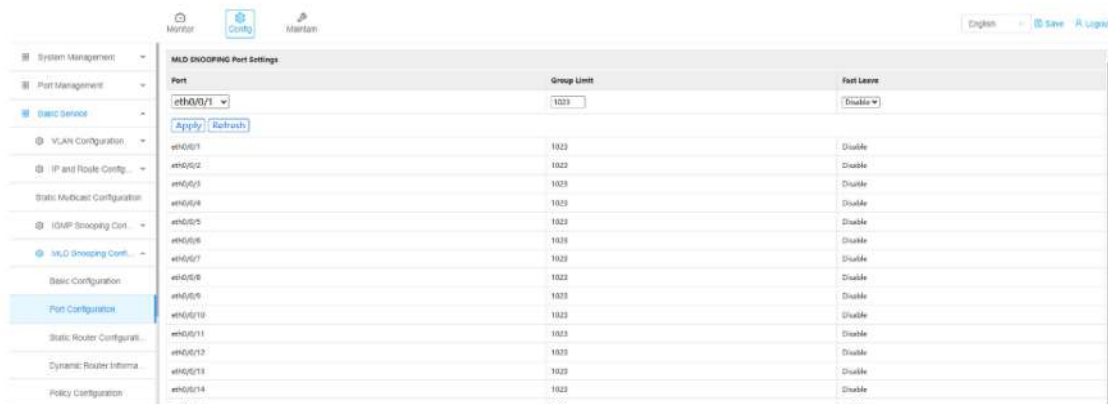 Monitor Config Maintain English Save Logou
System Management
Port Management
Basic Service
VLAN Configuration
IP and Route Config...
Static Multicast Configuration
IGMP Snooping Con...
MLD Snooping Confi...
Basic Configuration
Port Configuration
Static Router Configurati...
Dynamic Router Informa...
Policy Configuration
MLD SNOOPING Port Settings
Port Group Limit Fast Leave
eth0/0/1 1023 Disable
Apply Refresh
eth0/0/1 1023 Disable
eth0/0/2 1023 Disable
eth0/0/3 1023 Disable
eth0/0/4 1023 Disable
eth0/0/5 1023 Disable
eth0/0/6 1023 Disable
eth0/0/7 1023 Disable
eth0/0/8 1023 Disable
eth0/0/9 1023 Disable
eth0/0/10 1023 Disable
eth0/0/11 1023 Disable
eth0/0/12 1023 Disable
eth0/0/13 1023 Disable
eth0/0/14 1023 Disable